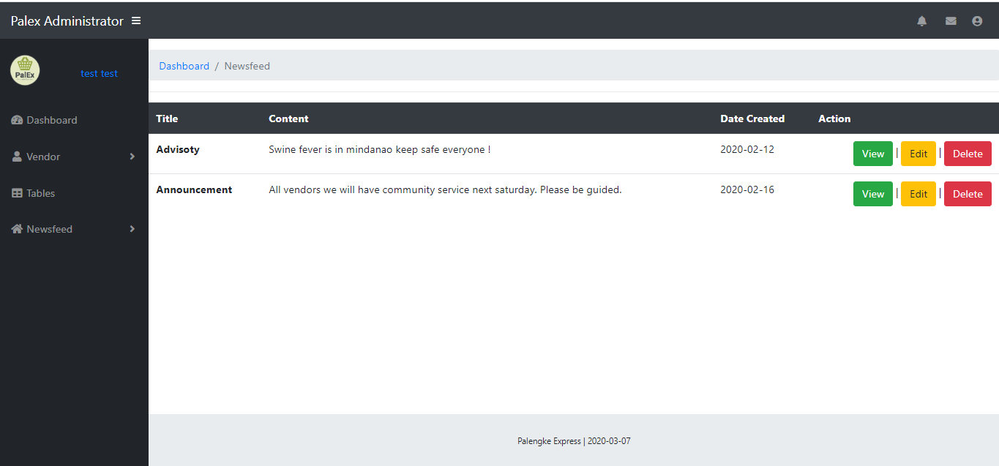 Palex Administrator
PalEx
test test
Dashboard
Vendor
Tables
Newsfeed
Dashboard / Newsfeed
Title Content Date Created Action
Advisoty Swine fever is in mindanao keep safe everyone ! 2020-02-12 View | Edit | Delete
Announcement All vendors we will have community service next saturday. Please be guided. 2020-02-16 View | Edit | Delete
Palengke Express | 2020-03-07